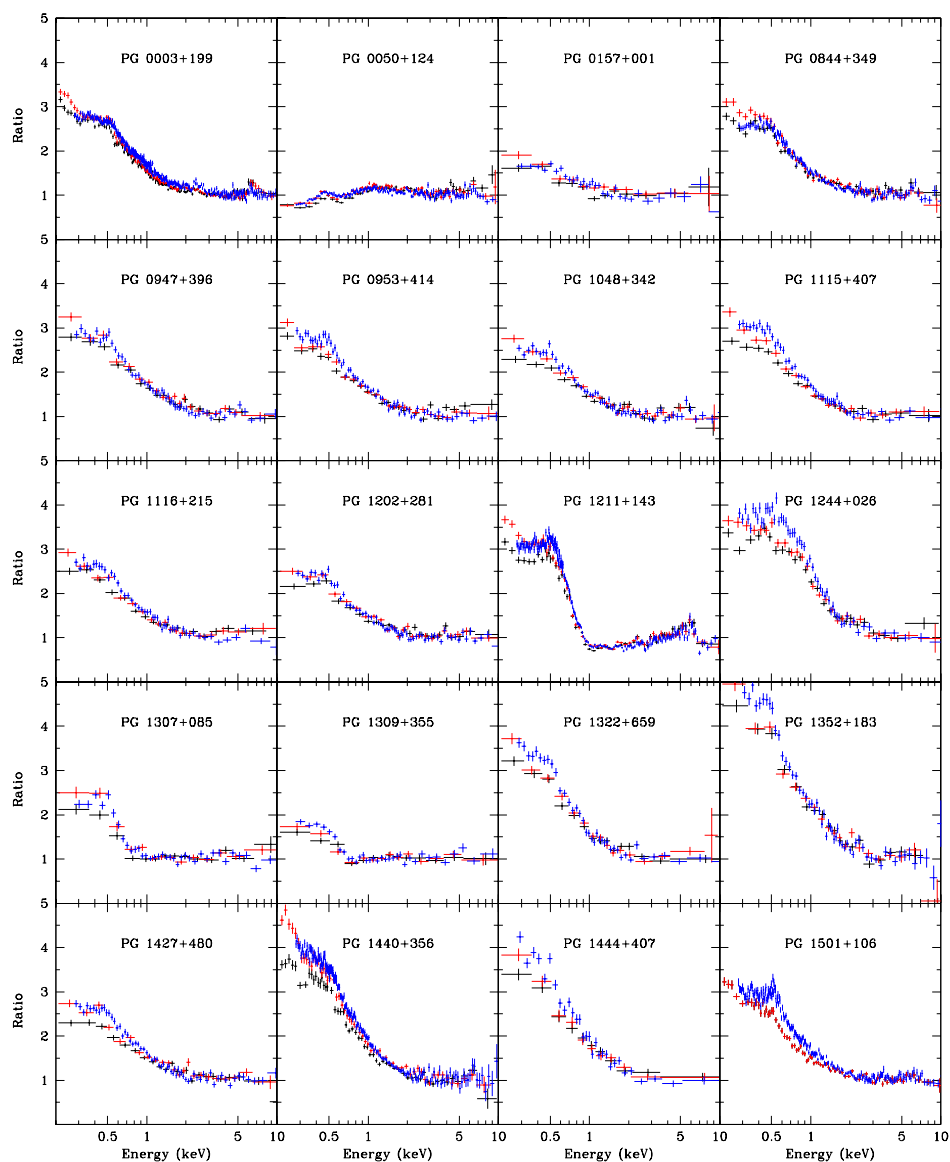 5
PG 0003+199 PG 0050+124 PG 0157+001 PG 0844+349
4
Ratio
3
2
1
5
PG 0947+396 PG 0953+414 PG 1048+342 PG 1115+407
4
Ratio
3
2
1
5
PG 1116+215 PG 1202+281 PG 1211+143 PG 1244+026
4
Ratio
3
2
1
5
PG 1307+085 PG 1309+355 PG 1322+659 PG 1352+183
4
Ratio
3
2
1
5
PG 1427+480 PG 1440+356 PG 1444+407 PG 1501+106
4
Ratio
3
2
1
0.5 1 5 10 0.5 1 5 10 0.5 1 5 10 0.5 1 5 10
Energy (keV) Energy (keV) Energy (keV) Energy (keV)